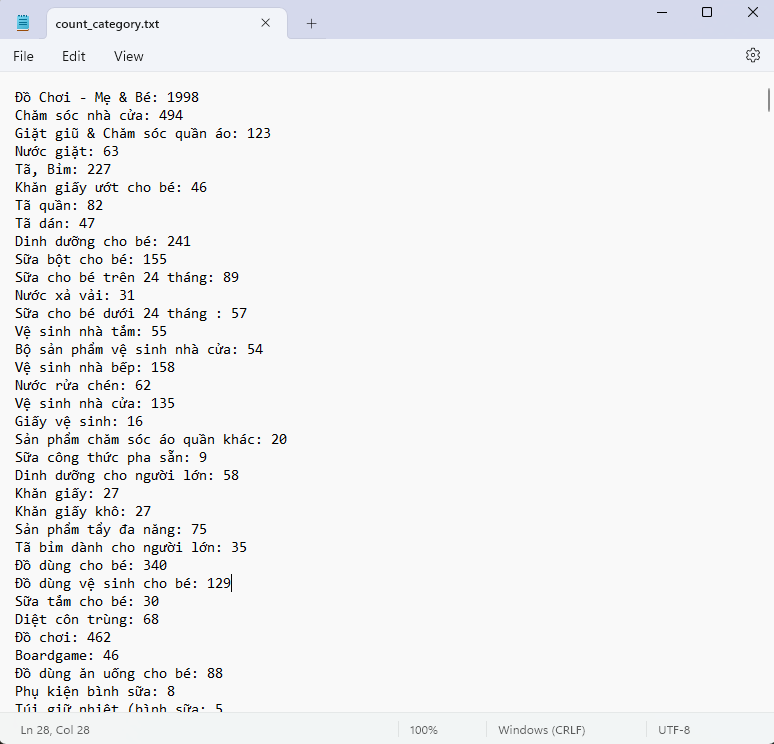 count_category.txt
File Edit View
Đồ Chơi - Mẹ & Bé: 1998
Chăm sóc nhà cửa: 494
Giặt giũ & Chăm sóc quần áo: 123
Nước giặt: 63
Tã, Bỉm: 227
Khăn giấy ướt cho bé: 46
Tã quần: 82
Tã dán: 47
Dinh dưỡng cho bé: 241
Sữa bột cho bé: 155
Sữa cho bé trên 24 tháng: 89
Nước xả vải: 31
Sữa cho bé dưới 24 tháng : 57
Vệ sinh nhà tắm: 55
Bộ sản phẩm vệ sinh nhà cửa: 54
Vệ sinh nhà bếp: 158
Nước rửa chén: 62
Vệ sinh nhà cửa: 135
Giấy vệ sinh: 16
Sản phẩm chăm sóc áo quần khác: 20
Sữa công thức pha sẵn: 9
Dinh dưỡng cho người lớn: 58
Khăn giấy: 27
Khăn giấy khô: 27
Sản phẩm tẩy đa năng: 75
Tã bỉm dành cho người lớn: 35
Đồ dùng cho bé: 340
Đồ dùng vệ sinh cho bé: 129
Sữa tắm cho bé: 30
Diệt côn trùng: 68
Đồ chơi: 462
Boardgame: 46
Đồ dùng ăn uống cho bé: 88
Phụ kiện bình sữa: 8
Túi giữ nhiệt (bình sữa: 5
Ln 28, Col 28 100% Windows (CRLF) UTF-8